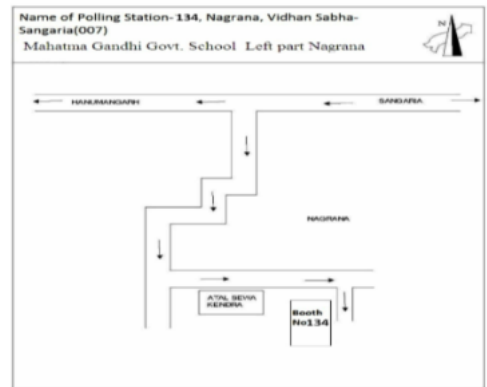 Name of Polling Station-134, Nagrana, Vidhan Sabha-
Sangaria(007)
Mahatma Gandhi Govt. School Left part Nagrana
N
HANUMANGARH
SANGARIA
NAGRANA
ATAL SEWA
KENDRA
Booth
No134